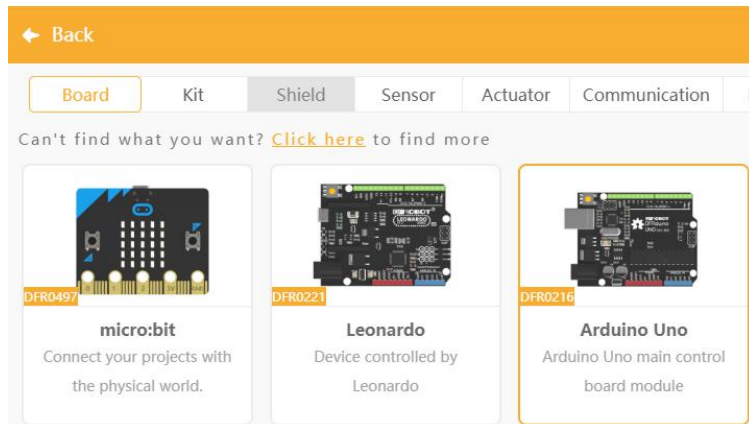 Back
Board Kit Shield Sensor Actuator Communication
Can't find what you want? Click here to find more
DFR0497
micro:bit
Connect your projects with
the physical world.
DFROBOT
LEONARDO
DFR0221
Leonardo
Device controlled by
Leonardo
DFR0216
Arduino Uno
Arduino Uno main control
board module